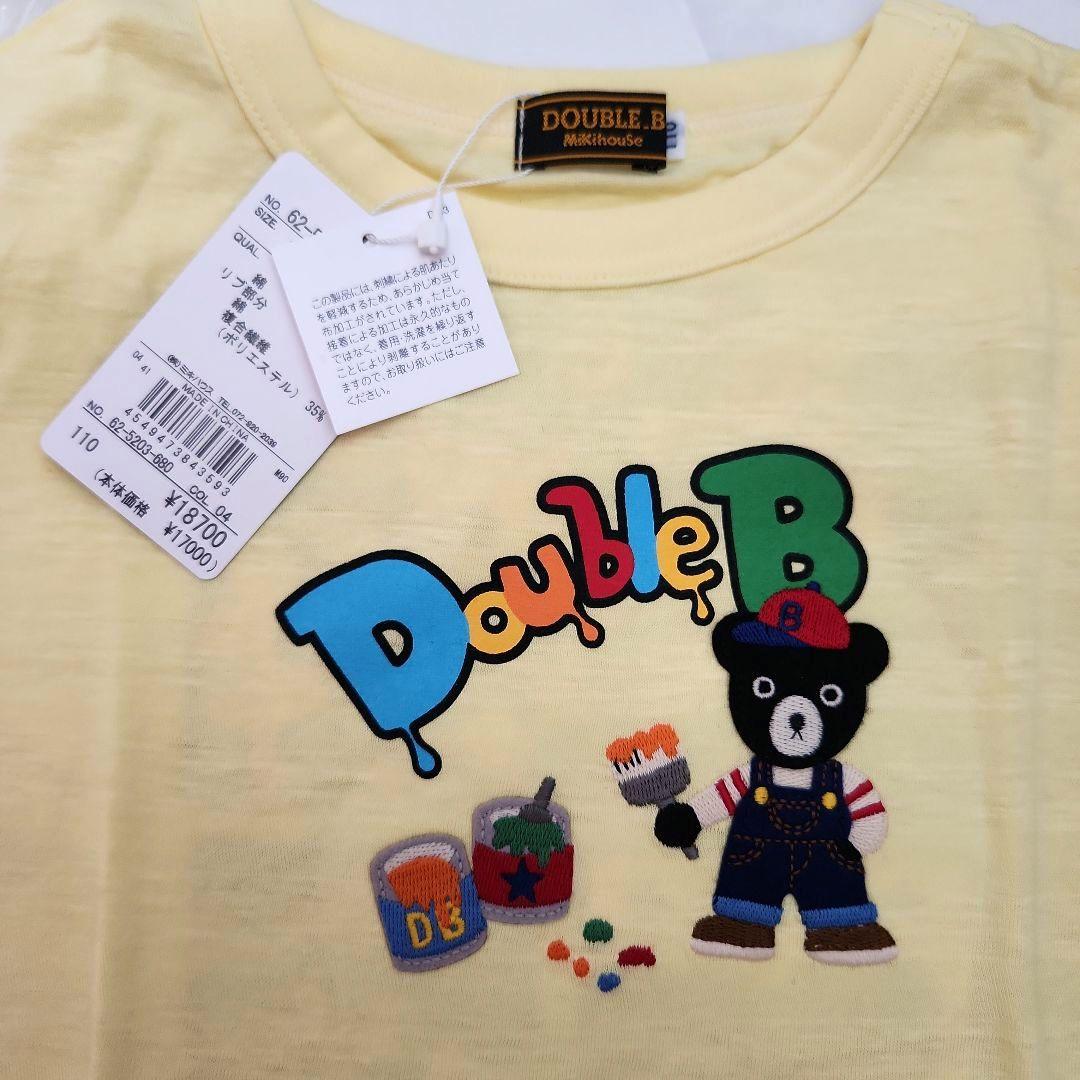 DOUBLE_B
MiKihouSe
110
D
3
この製品には、刺繍による肌あたり
を軽減するため、あらかじめ当て
布加工がされています。ただし、
接着による加工は永久的なもの
ではなく、着用・洗濯を繰り返す
ことにより剥離することがあり
ますので、お取り扱いにはご注意
ください。
NO. 62-5
SIZE
QUAL
綿
リブ部分
綿
複合繊維
(ポリエステル) 35%
04
41
(株)ミキハウス TEL.072-920-2039
MADE IN CHINA
M90
4549473843593
NO. 62-5203-680 COL 04
110
¥18700
(本体価格 ¥17000)
Double B
B
DB